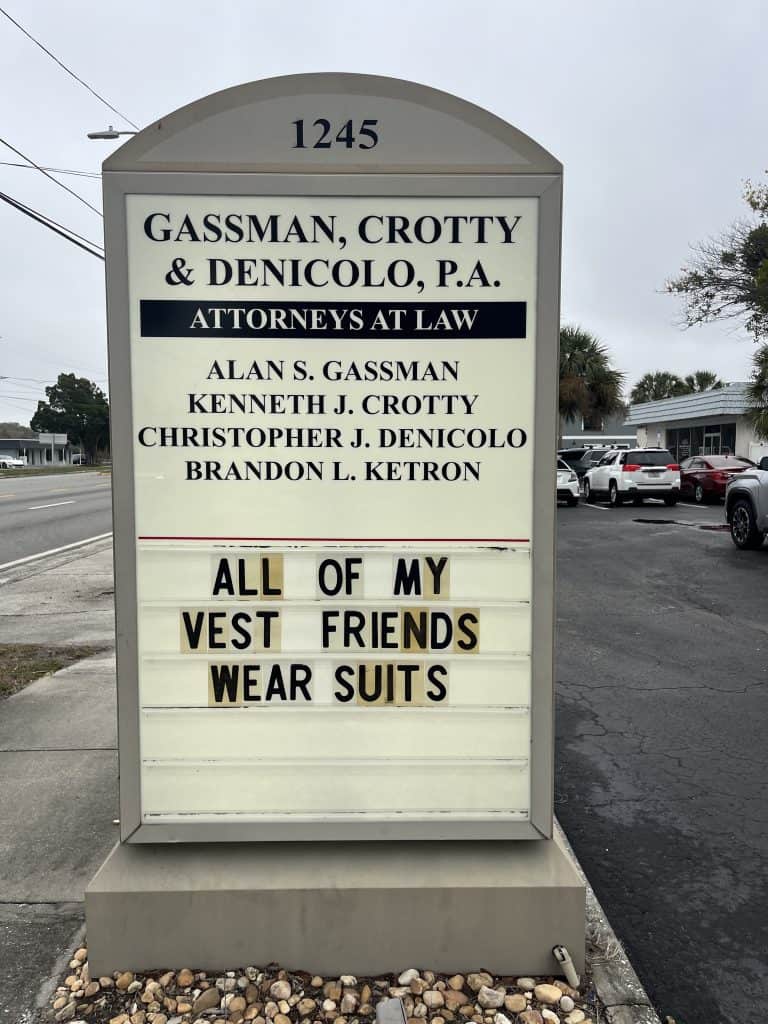 1245
GASSMAN, CROTTY
& DENICOLO, P.A.
ATTORNEYS AT LAW
ALAN S. GASSMAN
KENNETH J. CROTTY
CHRISTOPHER J. DENICOLO
BRANDON L. KETRON
ALL OF MY
VEST FRIENDS
WEAR SUITS